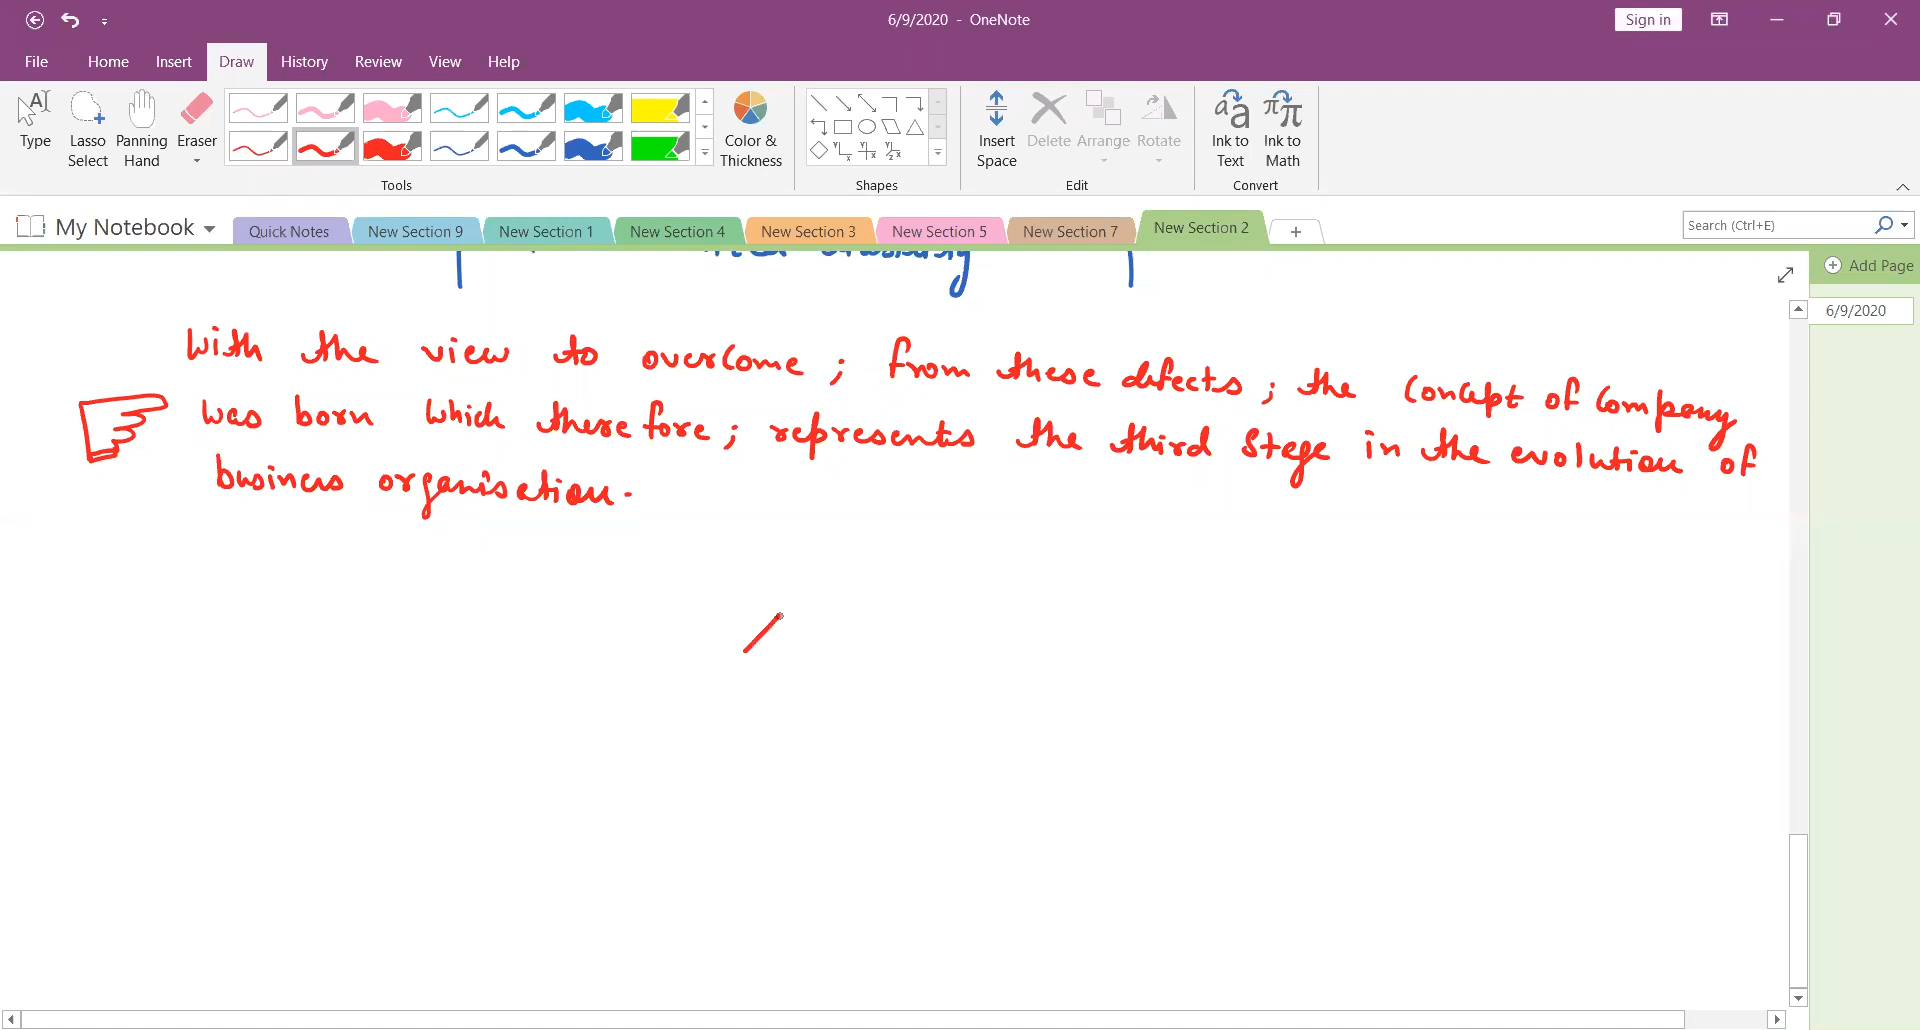 6/9/2020 - OneNote
Sign in
File Home Insert Draw History Review View Help
Type
Lasso Select
Panning Hand
Eraser
Color & Thickness
Insert Space
Delete
Arrange
Rotate
Ink to Text
Ink to Math
Tools
Shapes
Edit
Convert
My Notebook
Quick Notes
New Section 9
New Section 1
New Section 4
New Section 3
New Section 5
New Section 7
New Section 2
Search (Ctrl+E)
Add Page
6/9/2020
With the view to overcome; from these defects; the concept of company
was born which therefore; represents the third stage in the evolution of
business organisation.